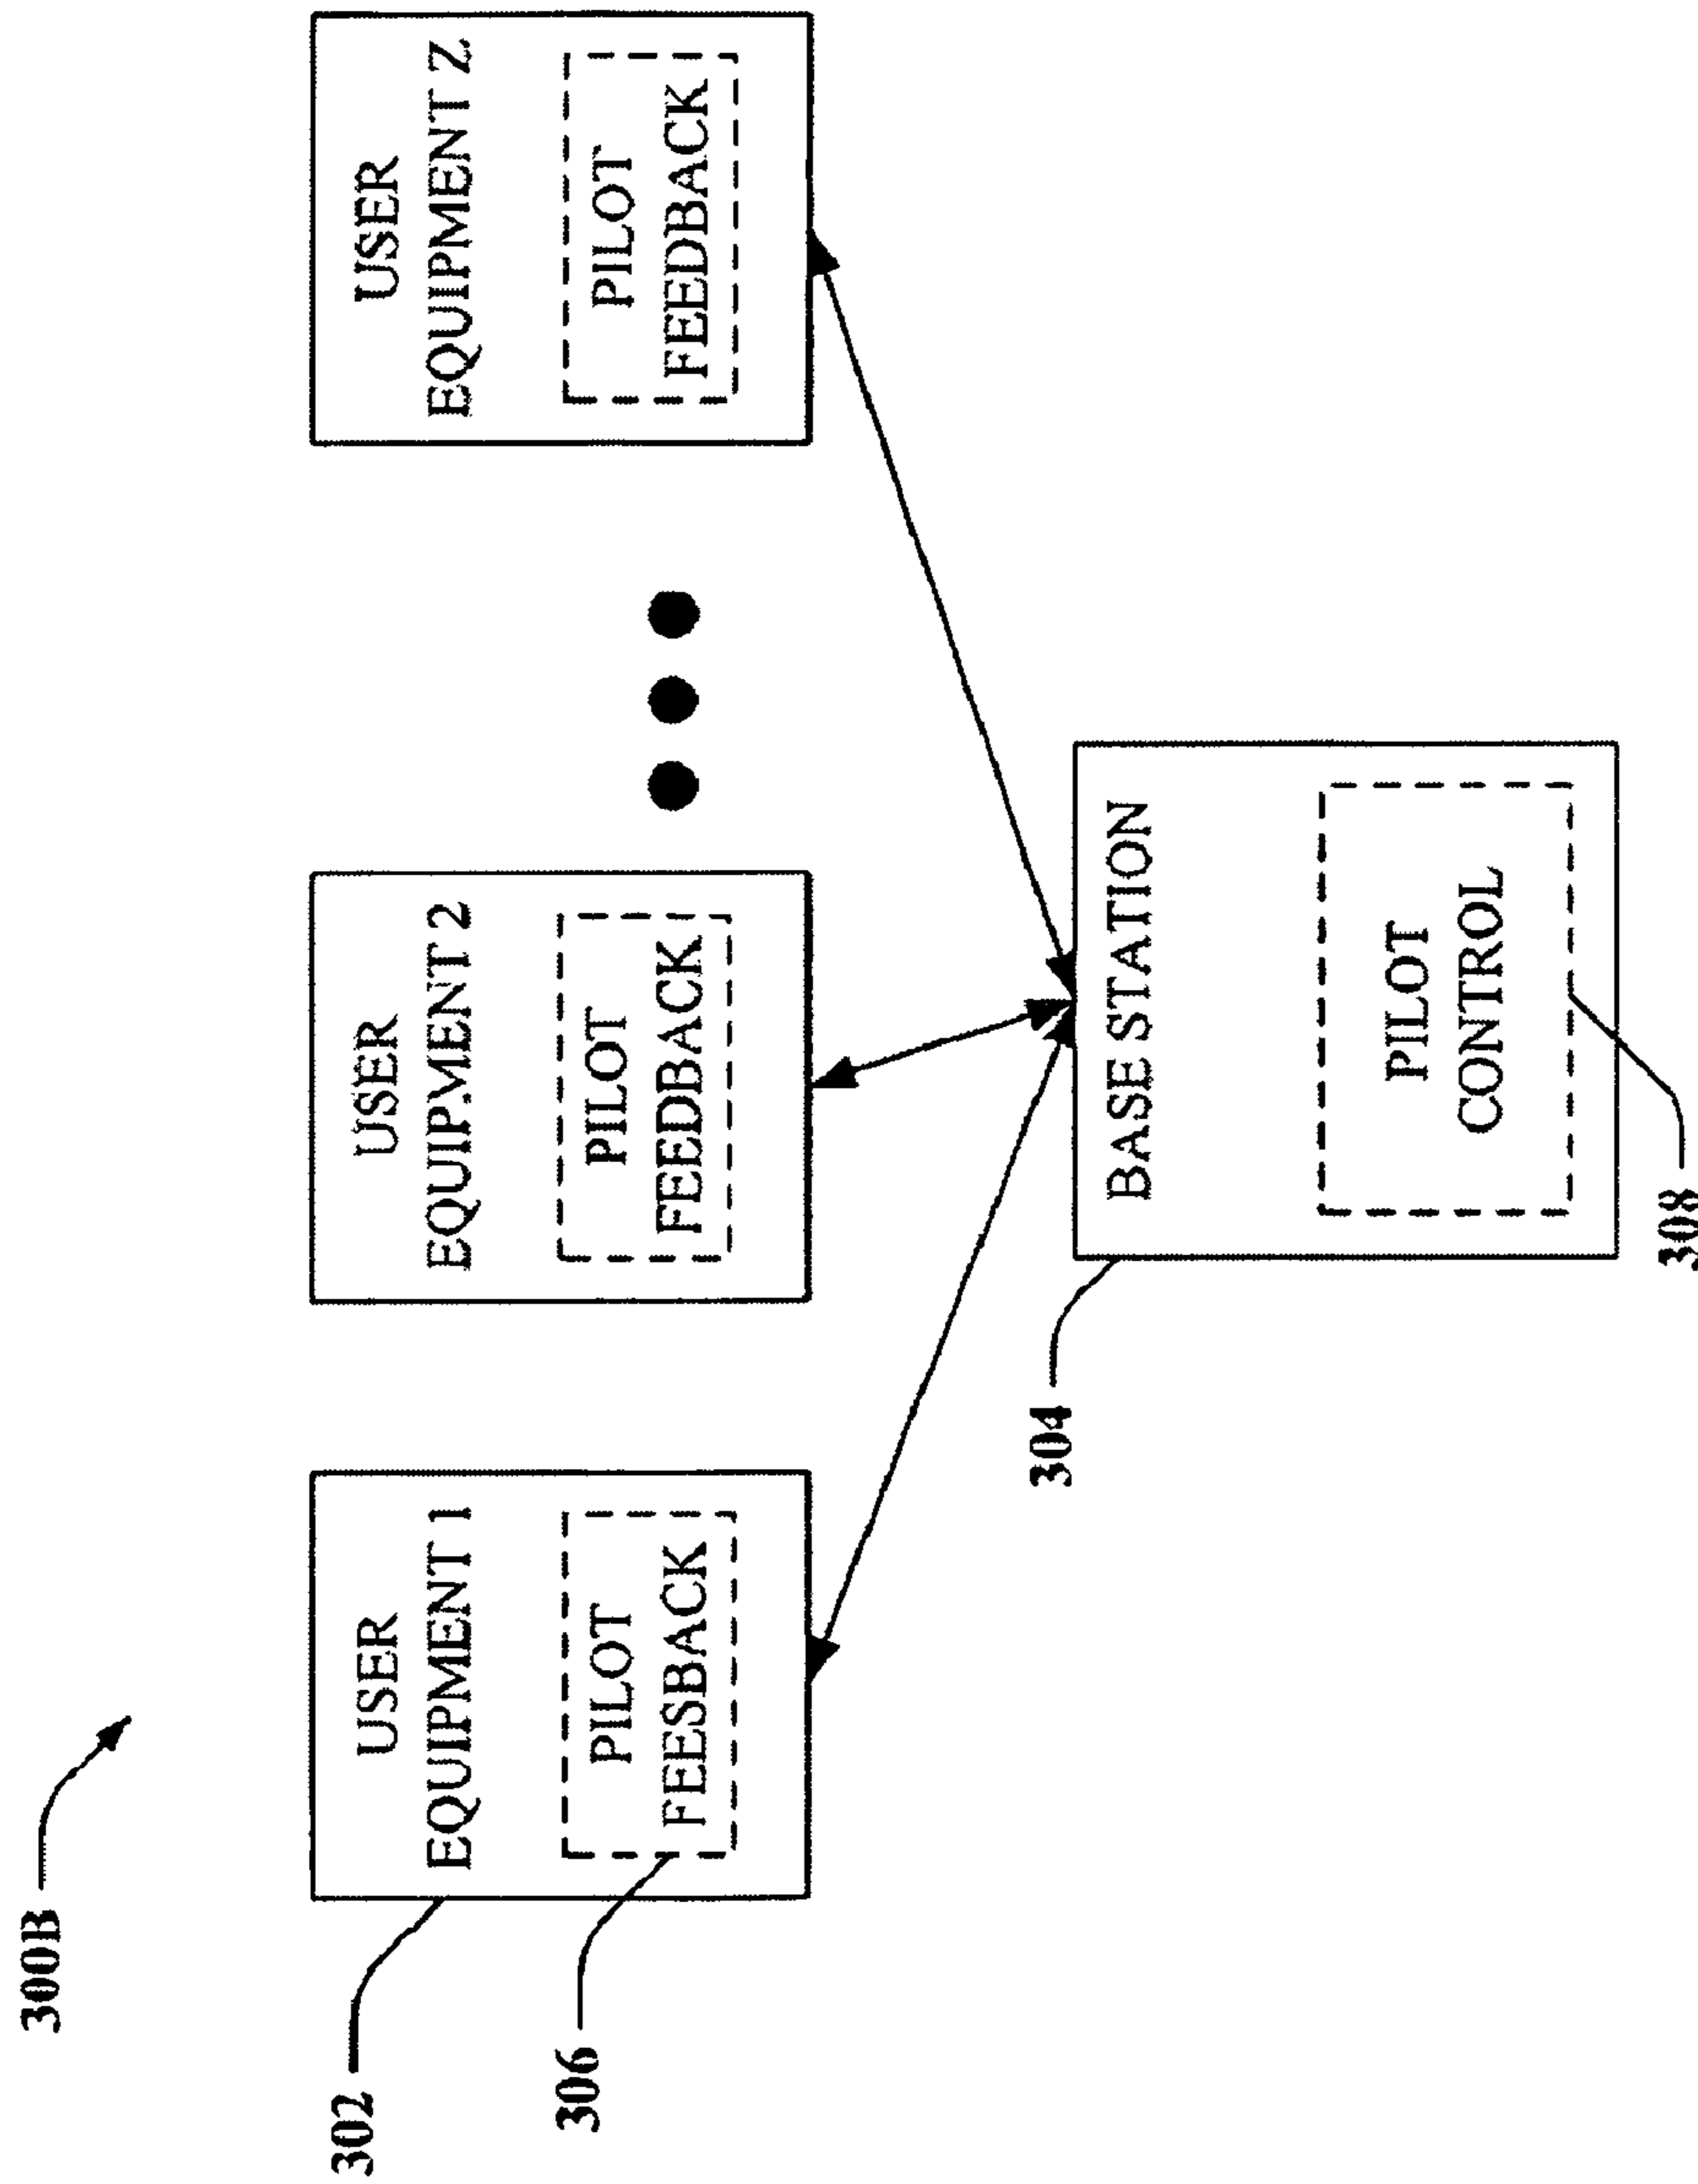 300B
302
USER
EQUIPMENT 1
306
PILOT
FEESBACK
USER
EQUIPMENT 2
PILOT
FEEDBACK
USER
EQUIPMENT Z
PILOT
FEEDBACK
304
BASE STATION
PILOT
CONTROL
308